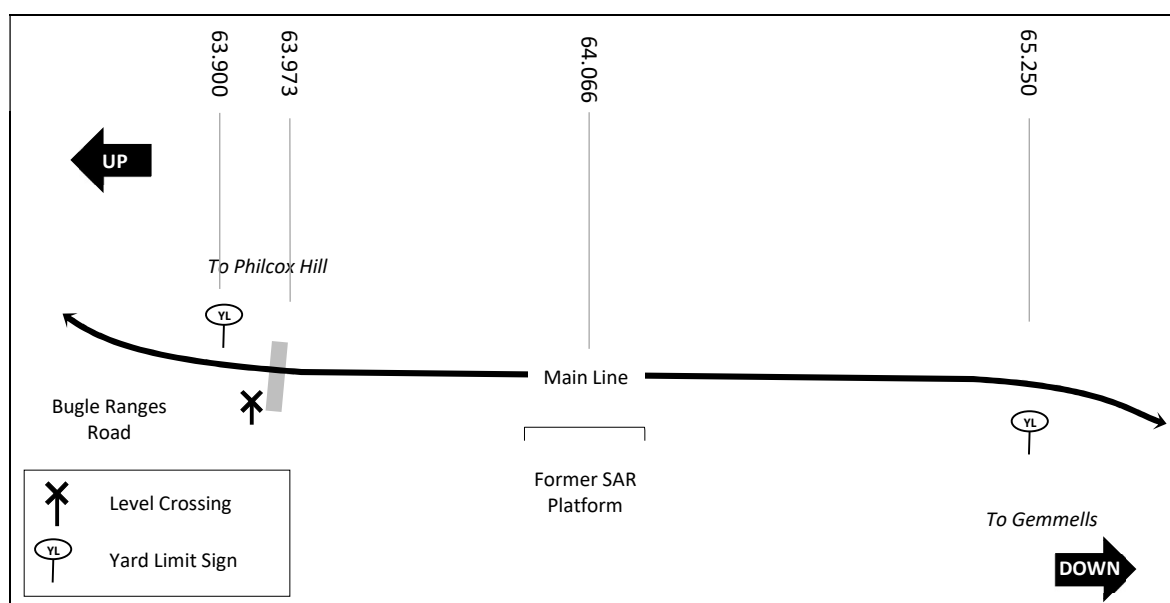 63.900
63.973
64.066
65.250
UP
To Philcox Hill
YL
Main Line
Bugle Ranges
Road
YL
Former SAR
Platform
Level Crossing
To Gemmells
YL
Yard Limit Sign
DOWN